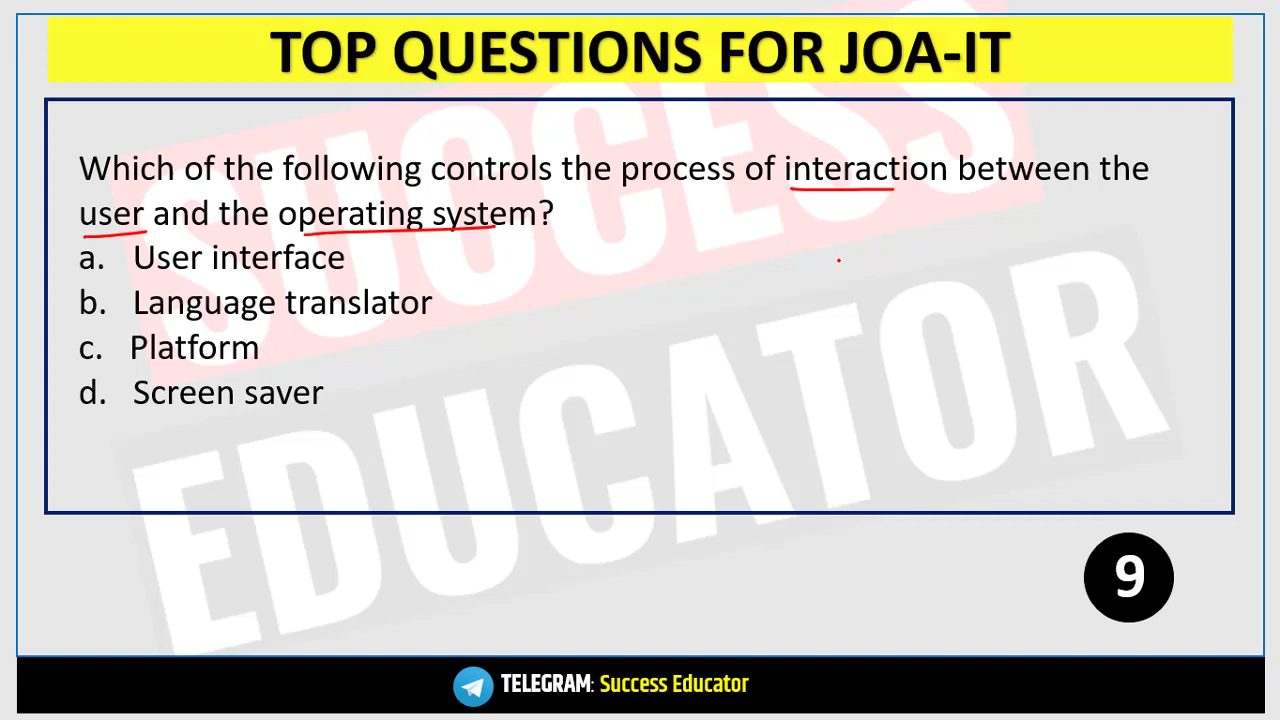 TOP QUESTIONS FOR JOA-IT
SUCCESS
EDUCATOR
Which of the following controls the process of interaction between the
user and the operating system?
a. User interface
b. Language translator
c. Platform
d. Screen saver
9
TELEGRAM: Success Educator